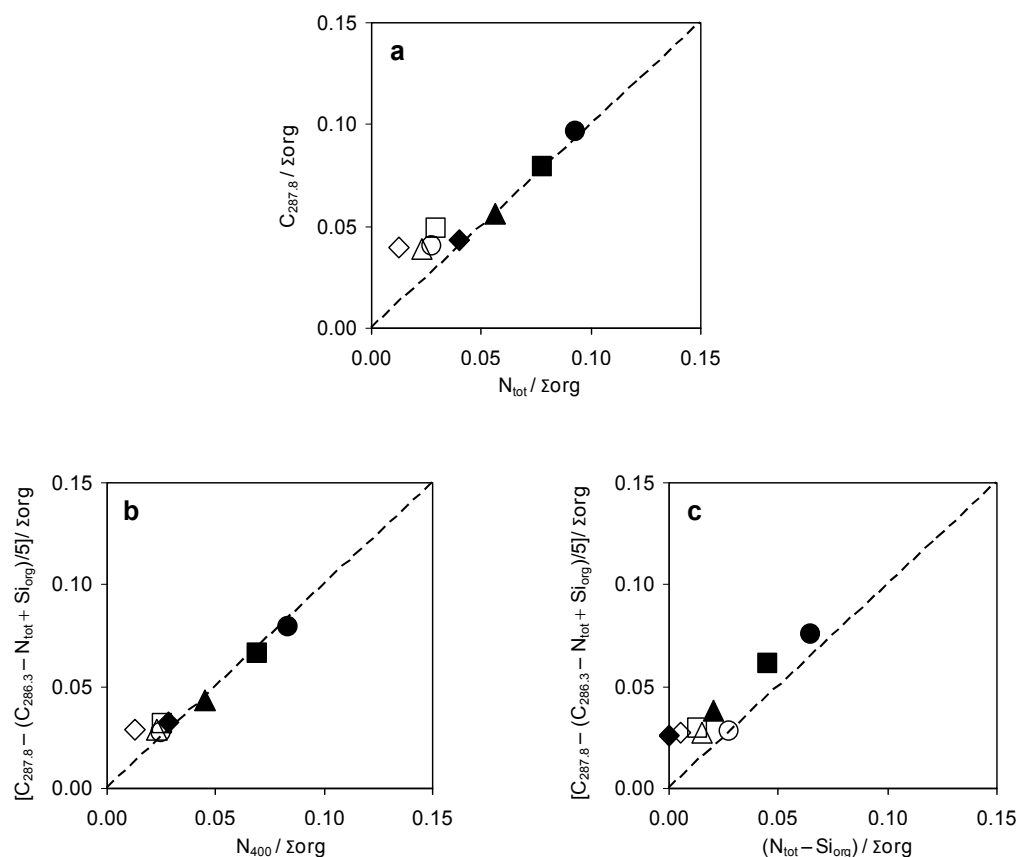 a
0.15
0.10
0.05
0.00
C287.8 / Σorg
0.00 0.05 0.10 0.15
Ntot / Σorg
b
0.15
0.10
0.05
0.00
[C287.8 – (C286.3 – Ntot + Siorg)/5]/ Σorg
0.00 0.05 0.10 0.15
N400 / Σorg
c
0.15
0.10
0.05
0.00
[C287.8 – (C286.3 – Ntot + Siorg)/5]/ Σorg
0.00 0.05 0.10 0.15
(Ntot – Siorg) / Σorg